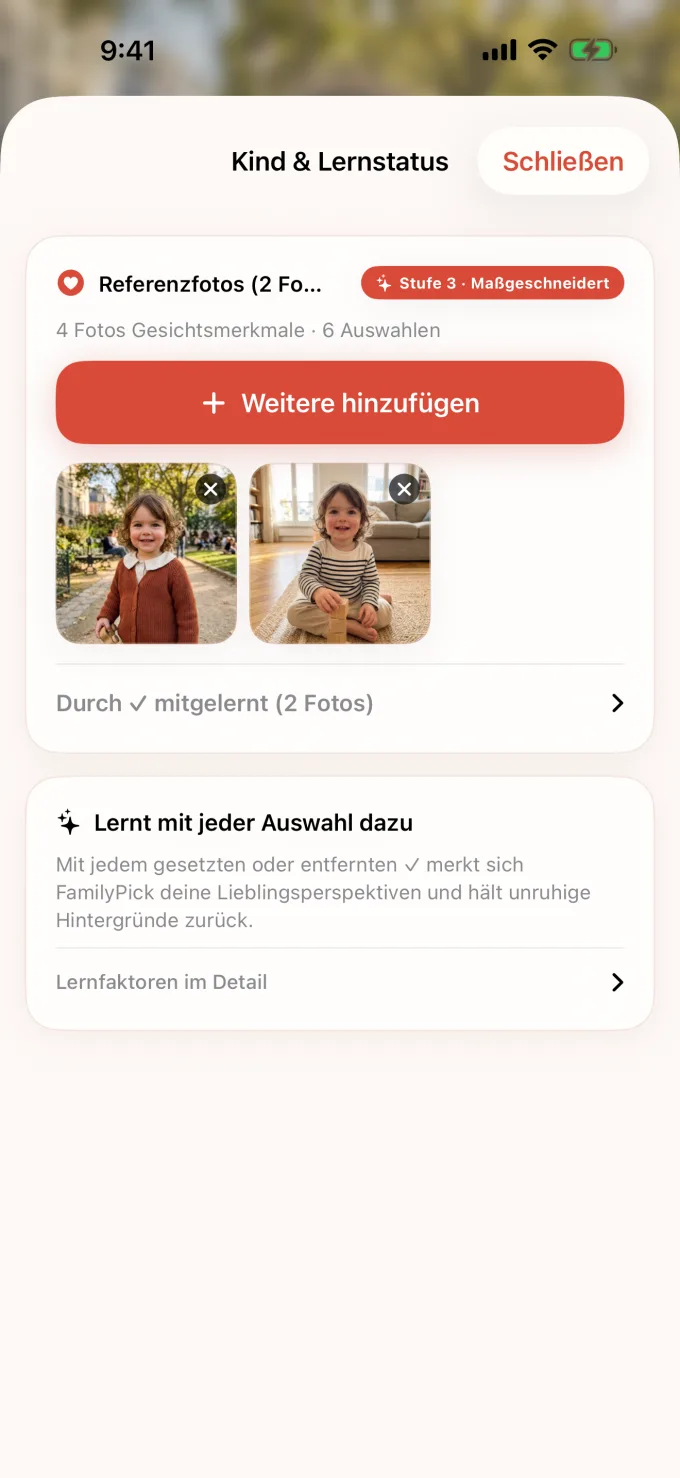 9:41
Kind & Lernstatus
Schließen
Referenzfotos (2 Fo...
Stufe 3 · Maßgeschneidert
4 Fotos Gesichtsmerkmale · 6 Auswahlen
+ Weitere hinzufügen
Durch ✓ mitgelernt (2 Fotos)
Lernt mit jeder Auswahl dazu
Mit jedem gesetzten oder entfernten ✓ merkt sich
FamilyPick deine Lieblingsperspektiven und hält unruhige
Hintergründe zurück.
Lernfaktoren im Detail